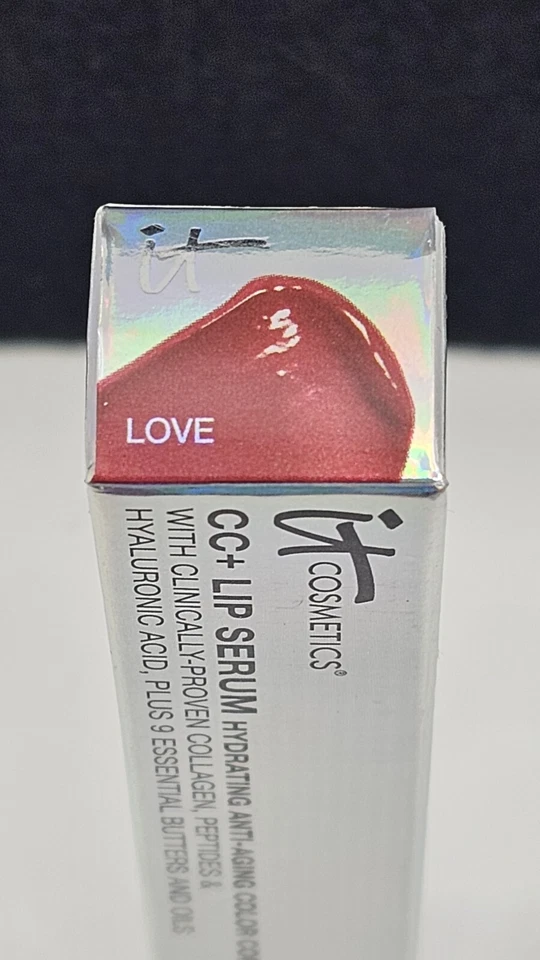 it
LOVE
it
COSMETICS®
CC+ LIP SERUM HYDRATING ANTI-AGING COLOR
WITH CLINICALLY-PROVEN COLLAGEN, PEPTIDES &
HYALURONIC ACID, PLUS 9 ESSENTIAL BUTTERS AND OILS